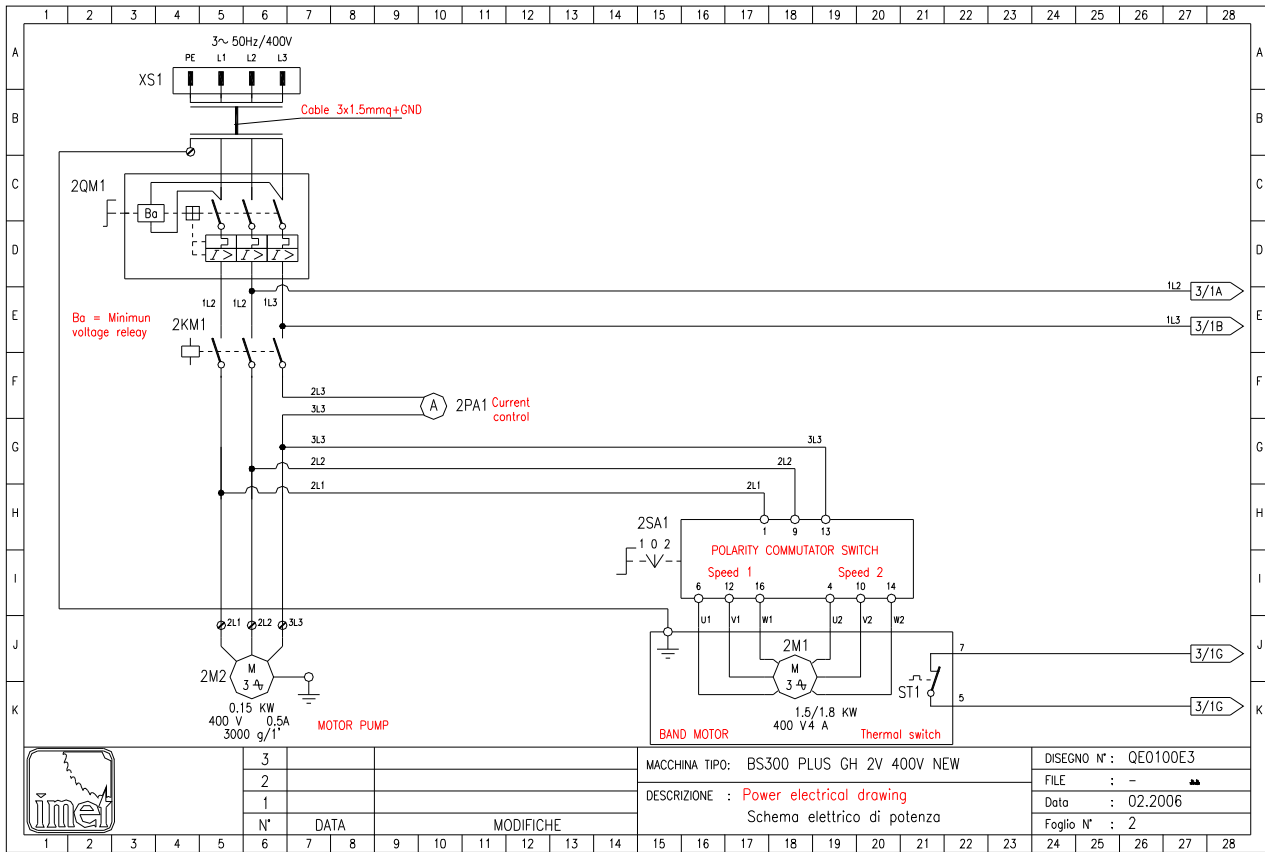 1 2 3 4 5 6 7 8 9 10 11 12 13 14 15 16 17 18 19 20 21 22 23 24 25 26 27 28
A A
B B
C C
D D
E E
F F
G G
H H
I I
J J
K K
3~ 50Hz/400V
PE L1 L2 L3
XS1
Cable 3x1.5mmq+GND
2QM1
Ba
I > I > I >
1L2 1L2 1L3
1L2 3/1A
1L3 3/1B
Ba = Minimun
voltage releay
2KM1
2L3
3L3
A 2PA1 Current
control
3L3 3L3
2L2 2L2
2L1 2L1
2SA1
1 0 2
1 9 13
POLARITY COMMUTATOR SWITCH
Speed 1 Speed 2
6 12 16 4 10 14
U1 V1 W1 U2 V2 W2
2L1 2L2 3L3
2M2
M
3
0.15 KW
400 V 0.5A
3000 g/1'
MOTOR PUMP
2M1
M
3
1.5/1.8 KW
400 V4 A
BAND MOTOR
ST1
Thermal switch
7 3/1G
5 3/1G
imet
3
2
1
N° DATA MODIFICHE
MACCHINA TIPO: BS300 PLUS GH 2V 400V NEW
DESCRIZIONE : Power electrical drawing
Schema elettrico di potenza
DISEGNO N° : QE0100E3
FILE : -
Data : 02.2006
Foglio N° : 2
1 2 3 4 5 6 7 8 9 10 11 12 13 14 15 16 17 18 19 20 21 22 23 24 25 26 27 28